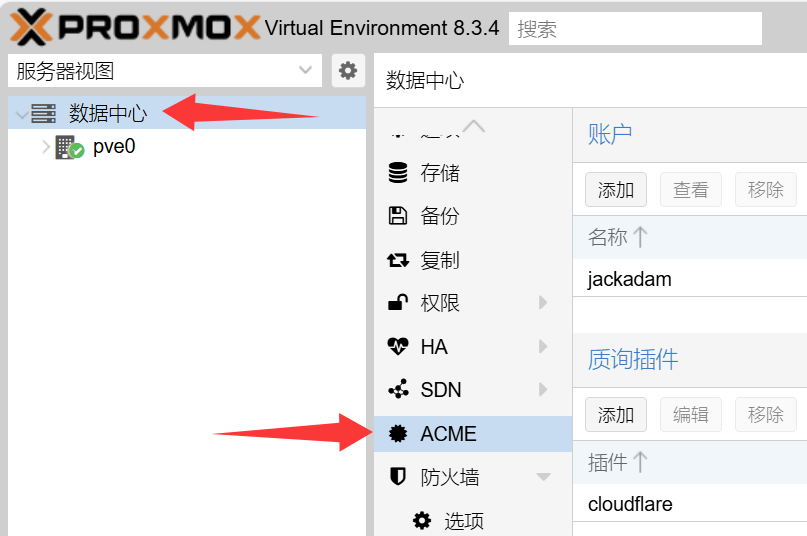 PROXMOX Virtual Environment 8.3.4 搜索
服务器视图
数据中心
pve0
数据中心
存储
备份
复制
权限
HA
SDN
ACME
防火墙
选项
账户
添加 查看 移除
名称
jackadam
质询插件
添加 编辑 移除
插件
cloudflare